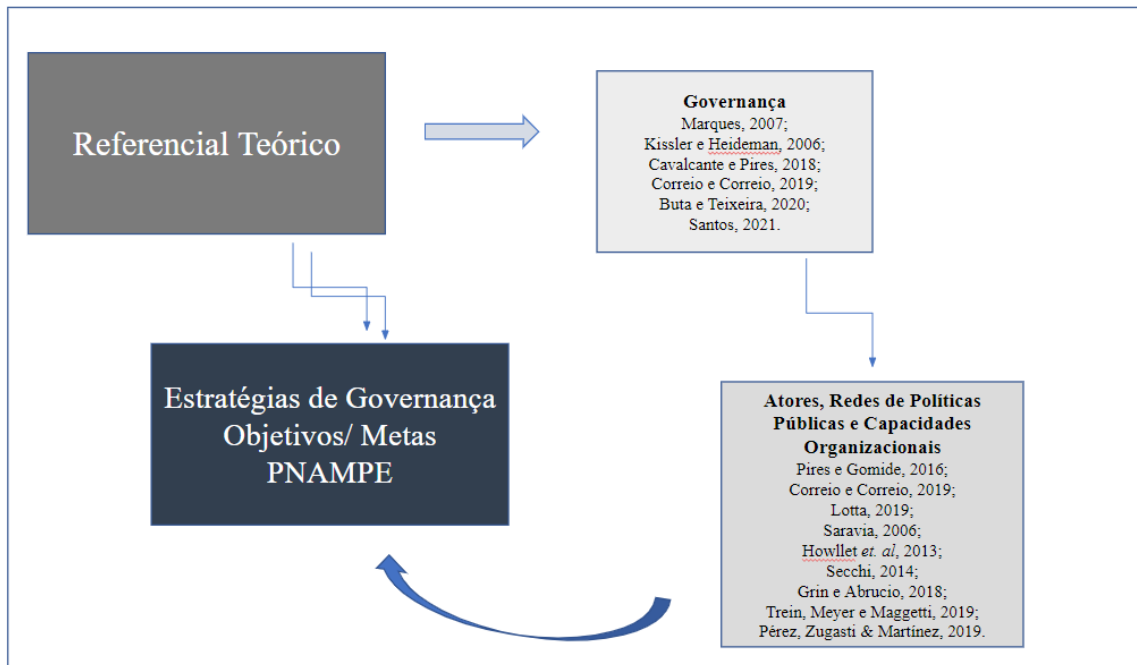 Referencial Teórico
Governança
Marques, 2007;
Kissler e Heideman, 2006;
Cavalcante e Pires, 2018;
Correio e Correio, 2019;
Buta e Teixeira, 2020;
Santos, 2021.
Estratégias de Governança
Objetivos/ Metas
PNAMPE
Atores, Redes de Políticas
Públicas e Capacidades
Organizacionais
Pires e Gomide, 2016;
Correio e Correio, 2019;
Lotta, 2019;
Saravia, 2006;
Howllet et. al, 2013;
Secchi, 2014;
Grin e Abrucio, 2018;
Trein, Meyer e Maggetti, 2019;
Pérez, Zugasti & Martínez, 2019.